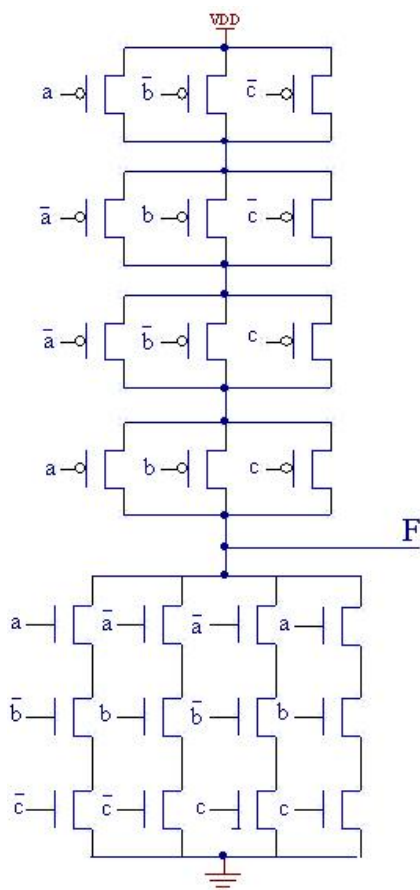 VDD
a b̅ c̅
a̅ b c̅
a̅ b̅ c
a b c
F
a a̅ a̅ a
b̅ b b̅ b
c̅ c̅ c c